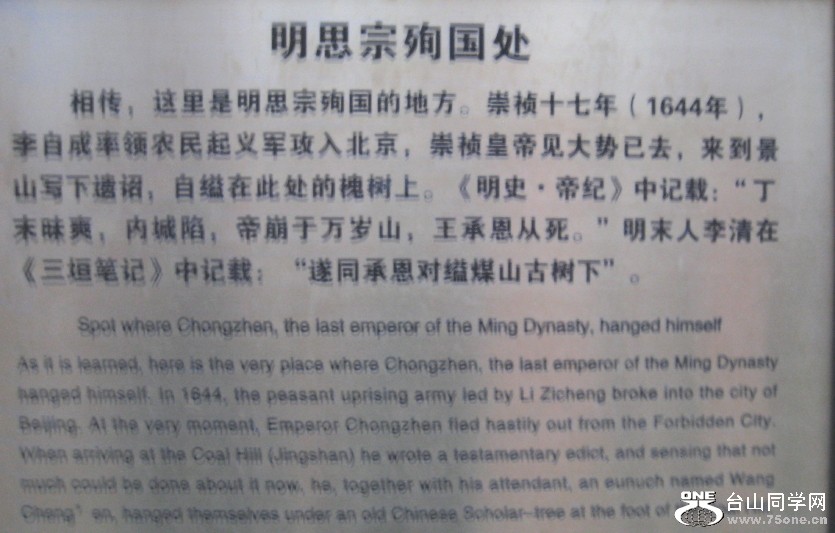 明思宗殉国处
相传，这里是明思宗殉国的地方。崇祯十七年（1644年），
李自成率领农民起义军攻入北京，崇祯皇帝见大势已去，来到景
山写下遗诏，自缢在此处的槐树上。《明史·帝纪》中记载：“丁
末昧爽，内城陷，帝崩于万岁山，王承恩从死。”明末人李清在
《三垣笔记》中记载：“遂同承恩对缢煤山古树下”。
Spot where Chongzhen, the last emperor of the Ming Dynasty, hanged himself
As it is learned, here is the very place where Chongzhen, the last emperor of the Ming Dynasty
hanged himself. In 1644, the peasant uprising army led by Li Zicheng broke into the city of
Beijing. At the very moment, Emperor Chongzhen fled hastily out from the Forbidden City.
When arriving at the Coal Hill (Jingshan) he wrote a testamentary edict, and sensing that not
much could be done about it now, he, together with his attendant, an eunuch named Wang
Cheng' en, hanged themselves under an old Chinese Scholar-tree at the foot of
ONE 台山同学网
www.75one.cn